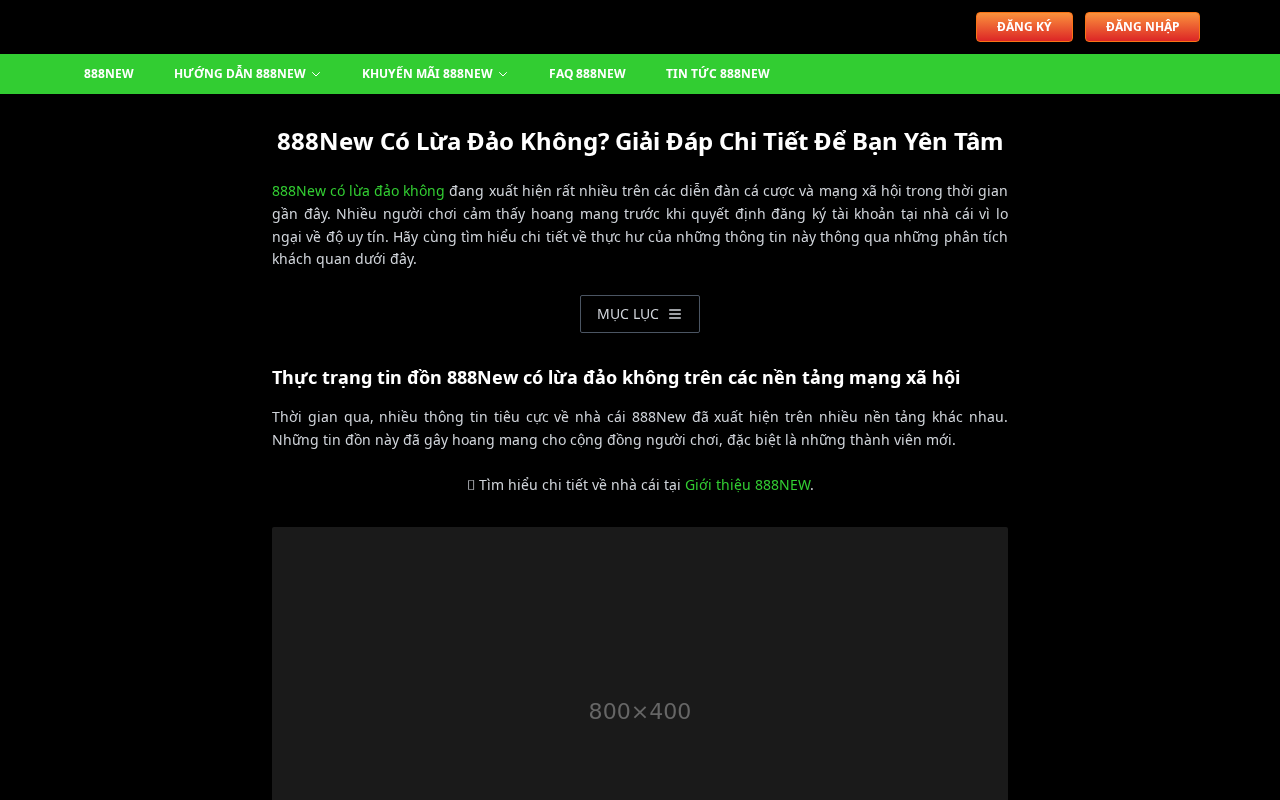 ĐĂNG KÝ
ĐĂNG NHẬP
888NEW
HƯỚNG DẪN 888NEW
KHUYẾN MÃI 888NEW
FAQ 888NEW
TIN TỨC 888NEW
888New Có Lừa Đảo Không? Giải Đáp Chi Tiết Để Bạn Yên Tâm
888New có lừa đảo không đang xuất hiện rất nhiều trên các diễn đàn cá cược và mạng xã hội trong thời gian
gần đây. Nhiều người chơi cảm thấy hoang mang trước khi quyết định đăng ký tài khoản tại nhà cái vì lo
ngại về độ uy tín. Hãy cùng tìm hiểu chi tiết về thực hư của những thông tin này thông qua những phân tích
khách quan dưới đây.
MỤC LỤC
Thực trạng tin đồn 888New có lừa đảo không trên các nền tảng mạng xã hội
Thời gian qua, nhiều thông tin tiêu cực về nhà cái 888New đã xuất hiện trên nhiều nền tảng khác nhau.
Những tin đồn này đã gây hoang mang cho cộng đồng người chơi, đặc biệt là những thành viên mới.
Tìm hiểu chi tiết về nhà cái tại Giới thiệu 888NEW.
800×400